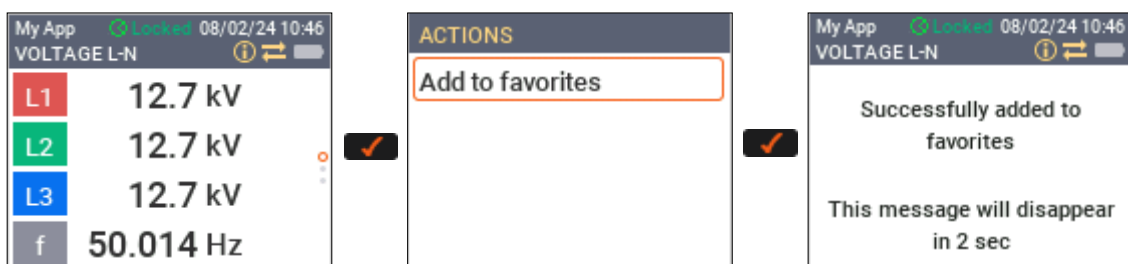 My App Locked 08/02/24 10:46
VOLTAGE L-N
L1 12.7 kV
L2 12.7 kV
L3 12.7 kV
f 50.014 Hz
ACTIONS
Add to favorites
My App Locked 08/02/24 10:46
VOLTAGE L-N
Successfully added to
favorites
This message will disappear
in 2 sec